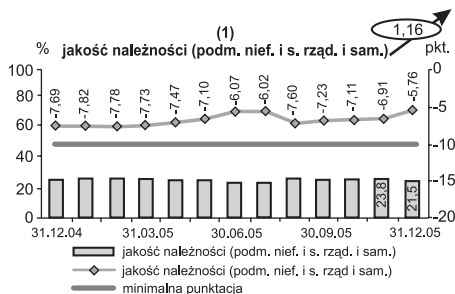 (1)
1,16
% jakość należności (podm. nief. i s. rząd. i sam.) pkt.
100 0
80 -5
60 -10
40 -15
20 -20
0
-7,69 -7,82 -7,78 -7,73 -7,47 -7,10 -6,07 -6,02 -7,60 -7,23 -7,11 -6,91 -5,76
23,8 21,5
31.12.04 31.03.05 30.06.05 30.09.05 31.12.05
jakość należności (podm. nief. i s. rząd. i sam.)
jakość należności (podm. nief. i s. rząd i sam.)
minimalna punktacja